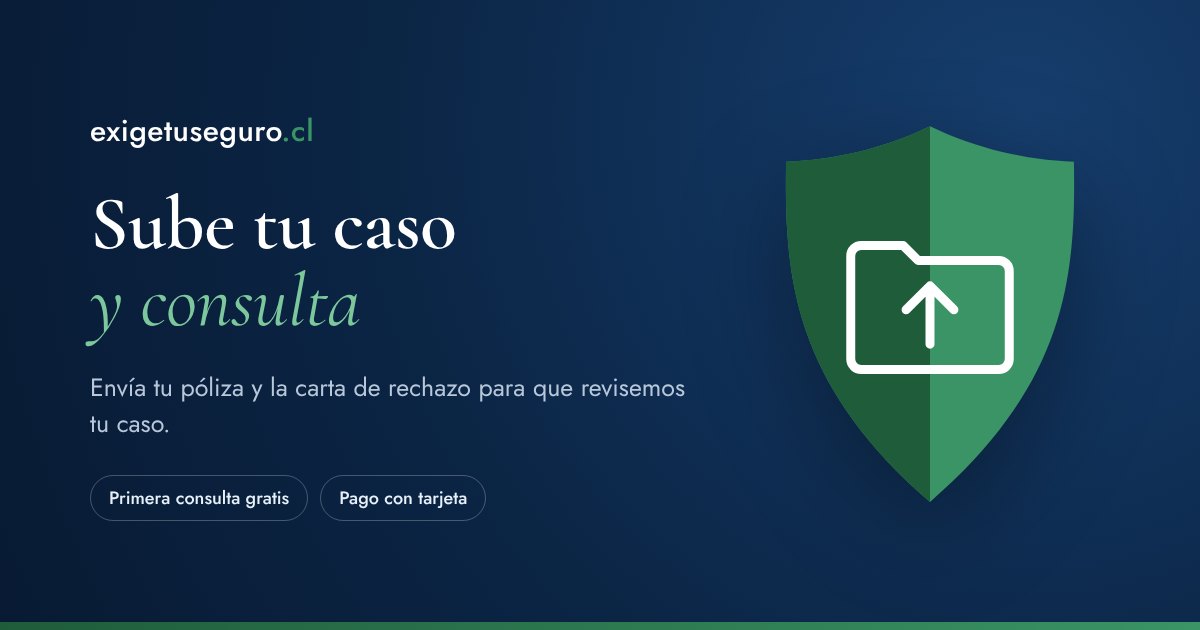 exigetuseguro.cl
Sube tu caso
y consulta
Envía tu póliza y la carta de rechazo para que revisemos
tu caso.
Primera consulta gratis
Pago con tarjeta